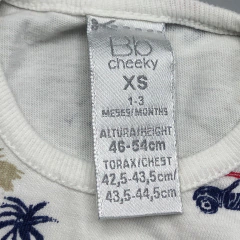 Bb
cheeky
XS
1-3
MESES/MONTHS
ALTURA/HEIGHT
46-54cm
TORAX/CHEST
42,5-43,5cm/
43,5-44,5cm